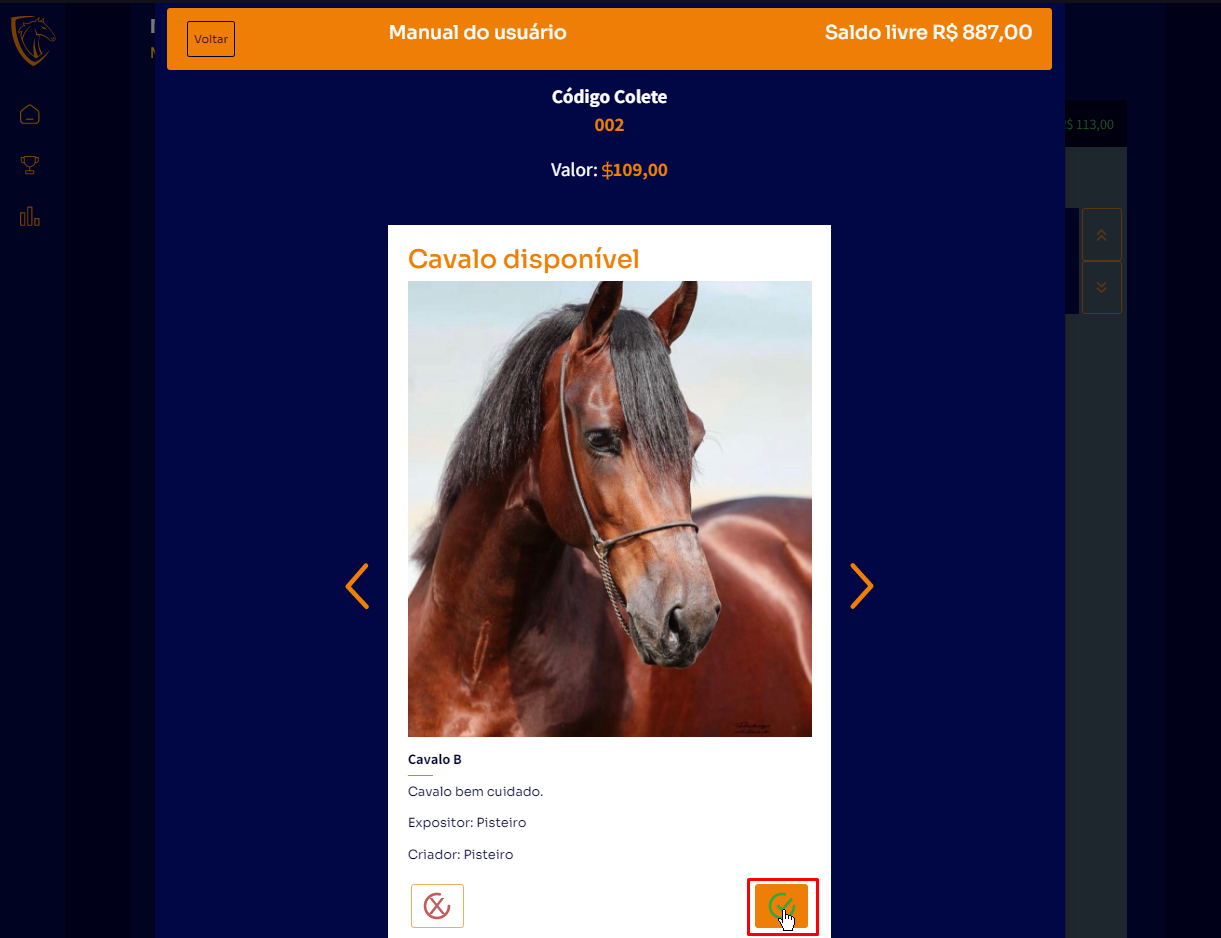 Voltar
Manual do usuário
Saldo livre R$ 887,00
Código Colete
002
Valor: $109,00
113,00
Cavalo disponível
Cavalo B
Cavalo bem cuidado.
Expositor: Pisteiro
Criador: Pisteiro